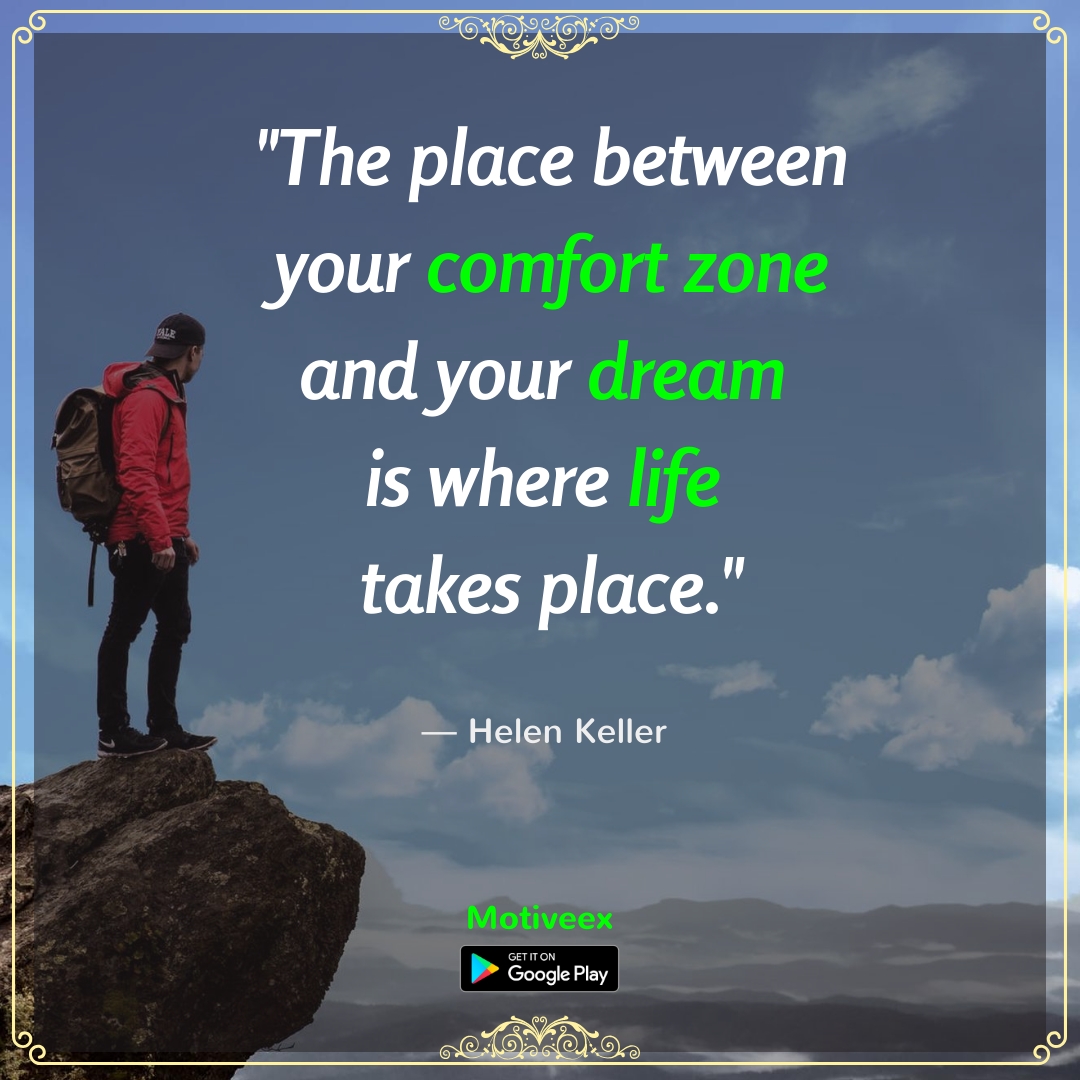 "The place between
your comfort zone
and your dream
is where life
takes place."
— Helen Keller
YALE
Motiveex
GET IT ON
Google Play